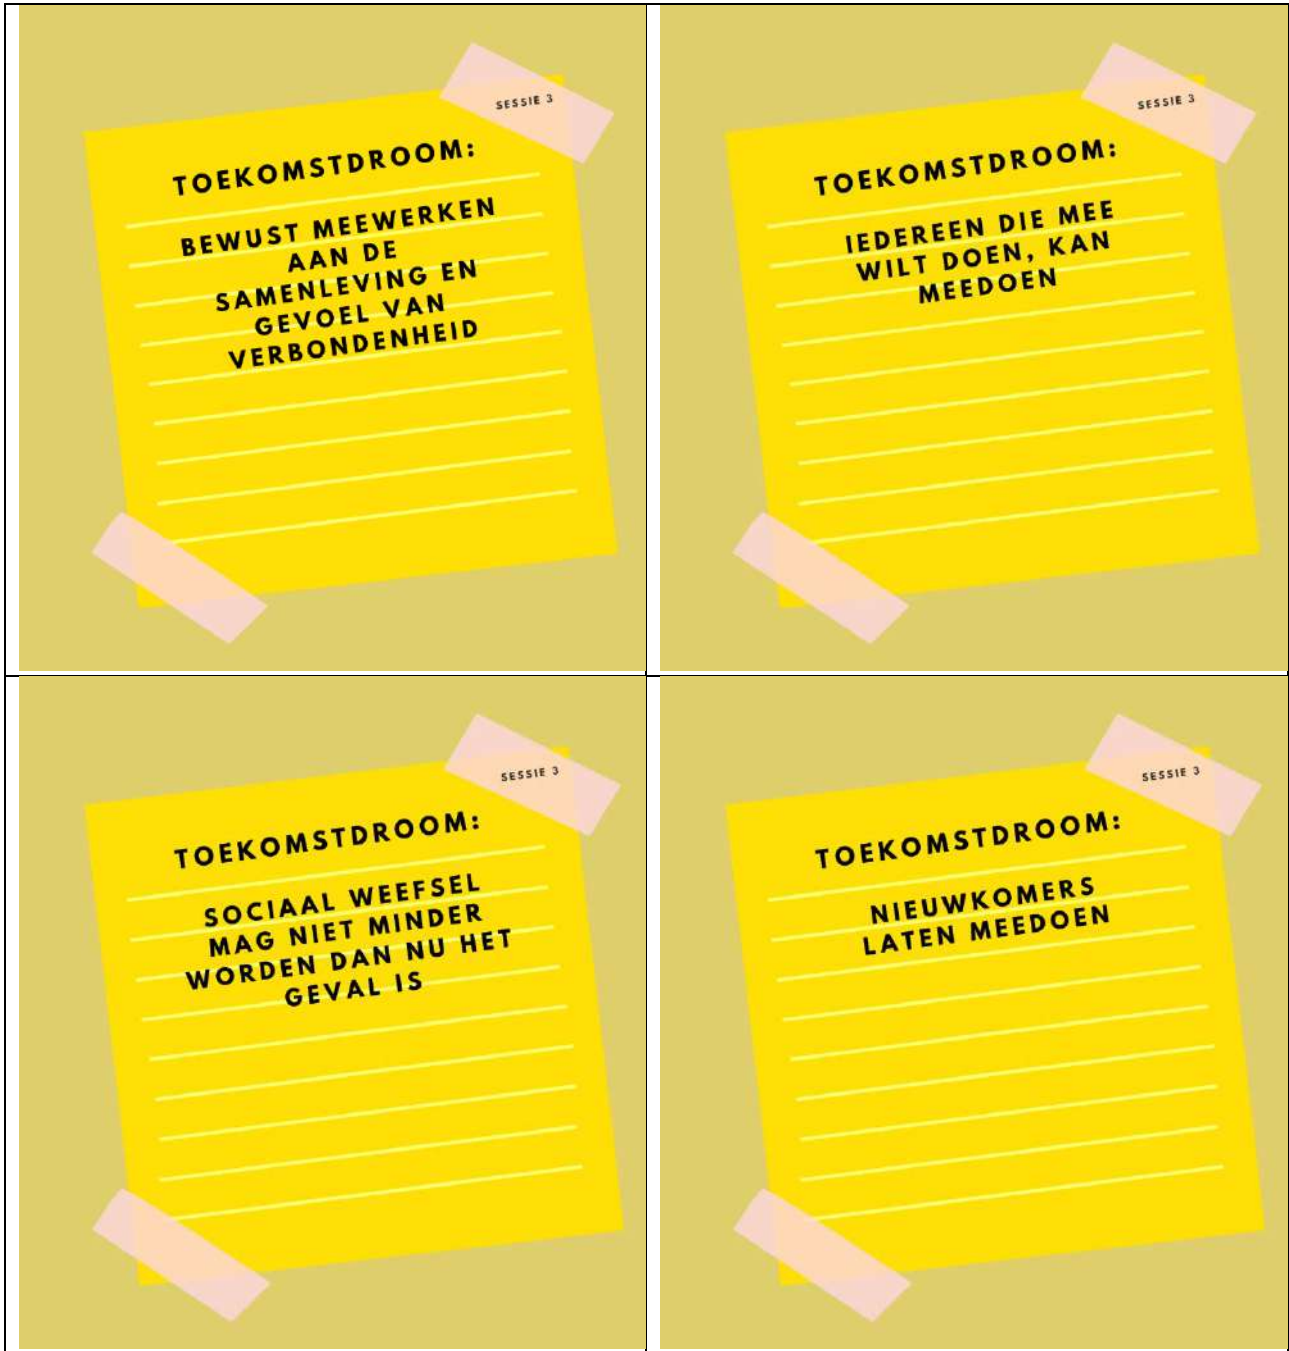 SESSIE 3
TOEKOMSTDROOM:
BEWUST MEEWERKEN
AAN DE
SAMENLEVING EN
GEVOEL VAN
VERBONDENHEID
SESSIE 3
TOEKOMSTDROOM:
IEDEREEN DIE MEE
WILT DOEN, KAN
MEEDOEN
SESSIE 3
TOEKOMSTDROOM:
SOCIAAL WEEFSEL
MAG NIET MINDER
WORDEN DAN NU HET
GEVAL IS
SESSIE 3
TOEKOMSTDROOM:
NIEUWKOMERS
LATEN MEEDOEN